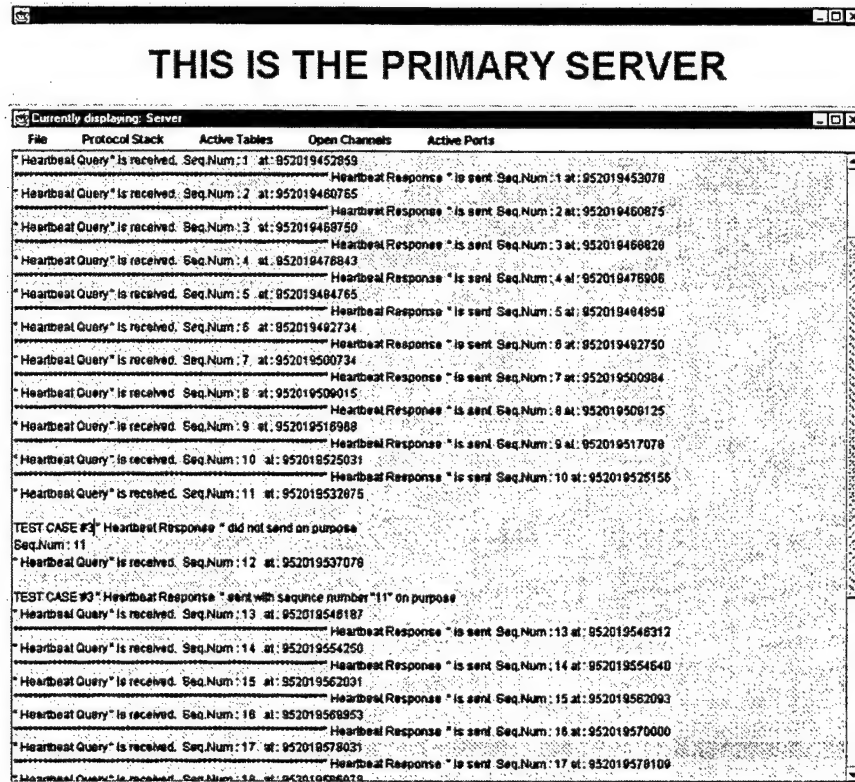 THIS IS THE PRIMARY SERVER
Currently displaying: Server
File Protocol Stack Active Tables Open Channels Active Ports
" Heartbeat Query" is received. Seq.Num : 1 at: 952019452859
Heartbeat Response " is sent Seq.Num : 1 at: 952019453078
" Heartbeat Query" is received. Seq.Num : 2 at: 952019460765
Heartbeat Response " is sent Seq.Num : 2 at: 952019460875
" Heartbeat Query" is received. Seq.Num : 3 at: 952019468750
Heartbeat Response " is sent Seq.Num : 3 at: 952019468828
" Heartbeat Query" is received. Seq.Num : 4 at: 952019476843
Heartbeat Response " is sent Seq.Num : 4 at: 952019476906
" Heartbeat Query" is received. Seq.Num : 5 at: 952019484765
Heartbeat Response " is sent Seq.Num : 5 at: 952019484859
" Heartbeat Query" is received. Seq.Num : 6 at: 952019492734
Heartbeat Response " is sent Seq.Num : 6 at: 952019492750
" Heartbeat Query" is received. Seq.Num : 7 at: 952019500734
Heartbeat Response " is sent Seq.Num : 7 at: 952019500984
" Heartbeat Query" is received Seq.Num : 8 at: 952019509015
Heartbeat Response " is sent Seq.Num : 8 at: 952019509125
" Heartbeat Query" is received. Seq.Num : 9 at: 952019516968
Heartbeat Response " is sent Seq.Num : 9 at: 952019517078
" Heartbeat Query" is received. Seq.Num : 10 at: 952019525031
Heartbeat Response " is sent Seq.Num : 10 at: 952019525156
" Heartbeat Query" is received. Seq.Num : 11 at: 952019532875
TEST CASE #3 " Heartbeat Response " did not send on purpose
Seq.Num : 11
" Heartbeat Query" is received. Seq.Num : 12 at: 952019537078
TEST CASE #3 " Heartbeat Response " sent with sequnce number "11" on purpose
" Heartbeat Query" is received. Seq.Num : 13 at: 952019546187
Heartbeat Response " is sent Seq.Num : 13 at: 952019546312
" Heartbeat Query" is received. Seq.Num : 14 at: 952019554250
Heartbeat Response " is sent Seq.Num : 14 at: 952019554640
" Heartbeat Query" is received. Seq.Num : 15 at: 952019562031
Heartbeat Response " is sent Seq.Num : 15 at: 952019562093
" Heartbeat Query" is received. Seq.Num : 16 at: 952019569953
Heartbeat Response " is sent Seq.Num : 16 at: 952019570000
" Heartbeat Query" is received. Seq.Num : 17 at: 952019578031
Heartbeat Response " is sent Seq.Num : 17 at: 952019578109
" Heartbeat Query" is received. Seq.Num : 18 at: